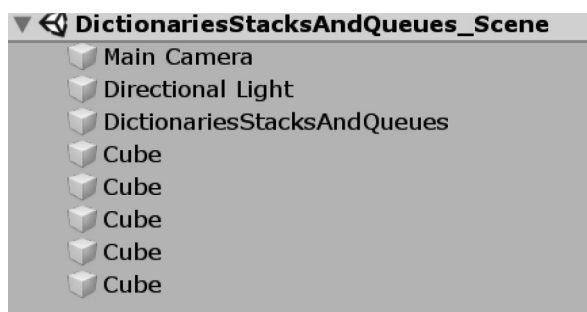 DictionariesStacksAndQueues_Scene
Main Camera
Directional Light
DictionariesStacksAndQueues
Cube
Cube
Cube
Cube
Cube